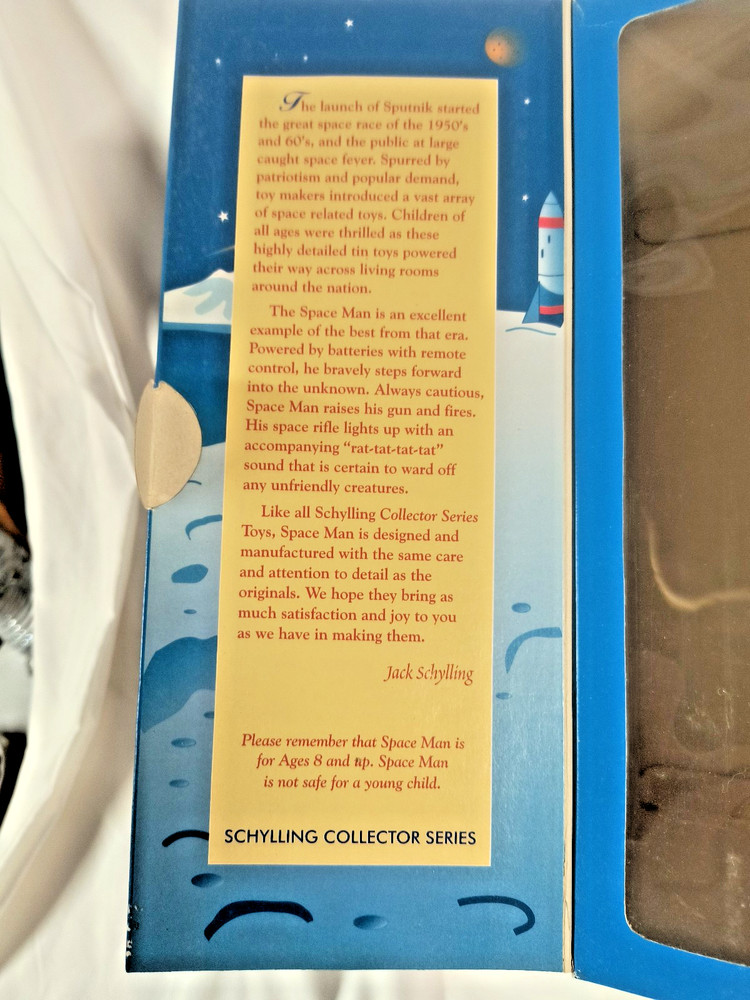 The launch of Sputnik started
the great space race of the 1950's
and 60's, and the public at large
caught space fever. Spurred by
patriotism and popular demand,
toy makers introduced a vast array
of space related toys. Children of
all ages were thrilled as these
highly detailed tin toys powered
their way across living rooms
around the nation.
The Space Man is an excellent
example of the best from that era.
Powered by batteries with remote
control, he bravely steps forward
into the unknown. Always cautious,
Space Man raises his gun and fires.
His space rifle lights up with an
accompanying “rat-tat-tat-tat”
sound that is certain to ward off
any unfriendly creatures.
Like all Schylling Collector Series
Toys, Space Man is designed and
manufactured with the same care
and attention to detail as the
originals. We hope they bring as
much satisfaction and joy to you
as we have in making them.
Jack Schylling
Please remember that Space Man is
for Ages 8 and up. Space Man
is not safe for a young child.
SCHYLLING COLLECTOR SERIES